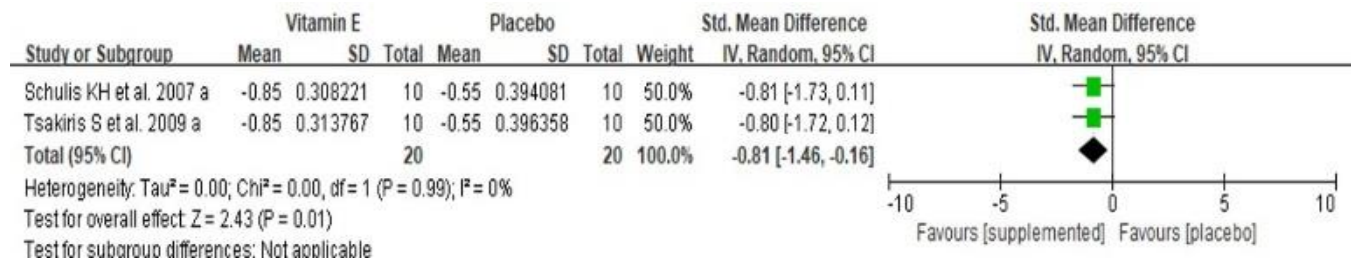 Vitamin E Placebo Std. Mean Difference Std. Mean Difference
Study or Subgroup Mean SD Total Mean SD Total Weight IV, Random, 95% CI IV, Random, 95% CI
Schulis KH et al. 2007 a -0.85 0.308221 10 -0.55 0.394081 10 50.0% -0.81 [-1.73, 0.11]
Tsakiris S et al. 2009 a -0.85 0.313767 10 -0.55 0.396358 10 50.0% -0.80 [-1.72, 0.12]
Total (95% CI) 20 20 100.0% -0.81 [-1.46, -0.16]
Heterogeneity: Tau² = 0.00; Chi² = 0.00, df = 1 (P = 0.99); I² = 0%
Test for overall effect: Z = 2.43 (P = 0.01)
Test for subgroup differences: Not applicable
-10 -5 0 5 10
Favours [supplemented] Favours [placebo]